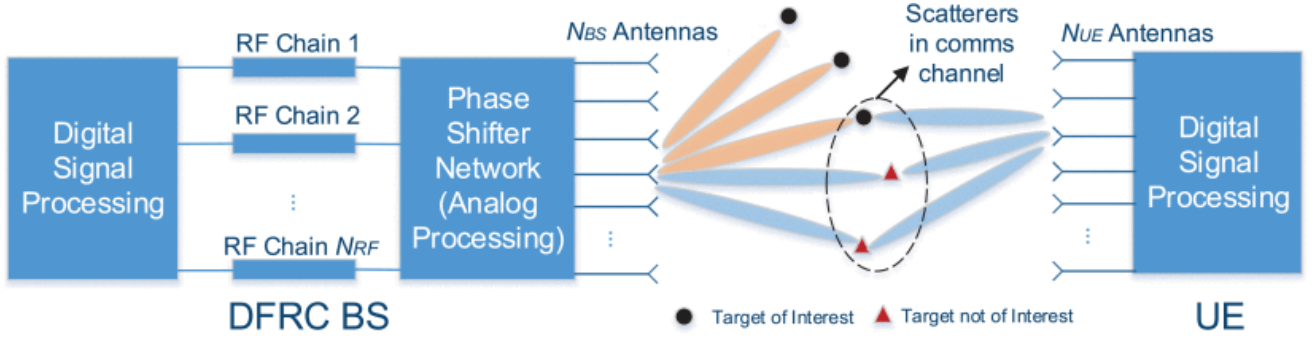 Digital
Signal
Processing
RF Chain 1
RF Chain 2
⋮
RF Chain NRF
Phase
Shifter
Network
(Analog
Processing)
NBS Antennas
⋮
Scatterers
in comms
channel
NUE Antennas
⋮
Digital
Signal
Processing
DFRC BS
Target of Interest
Target not of Interest
UE